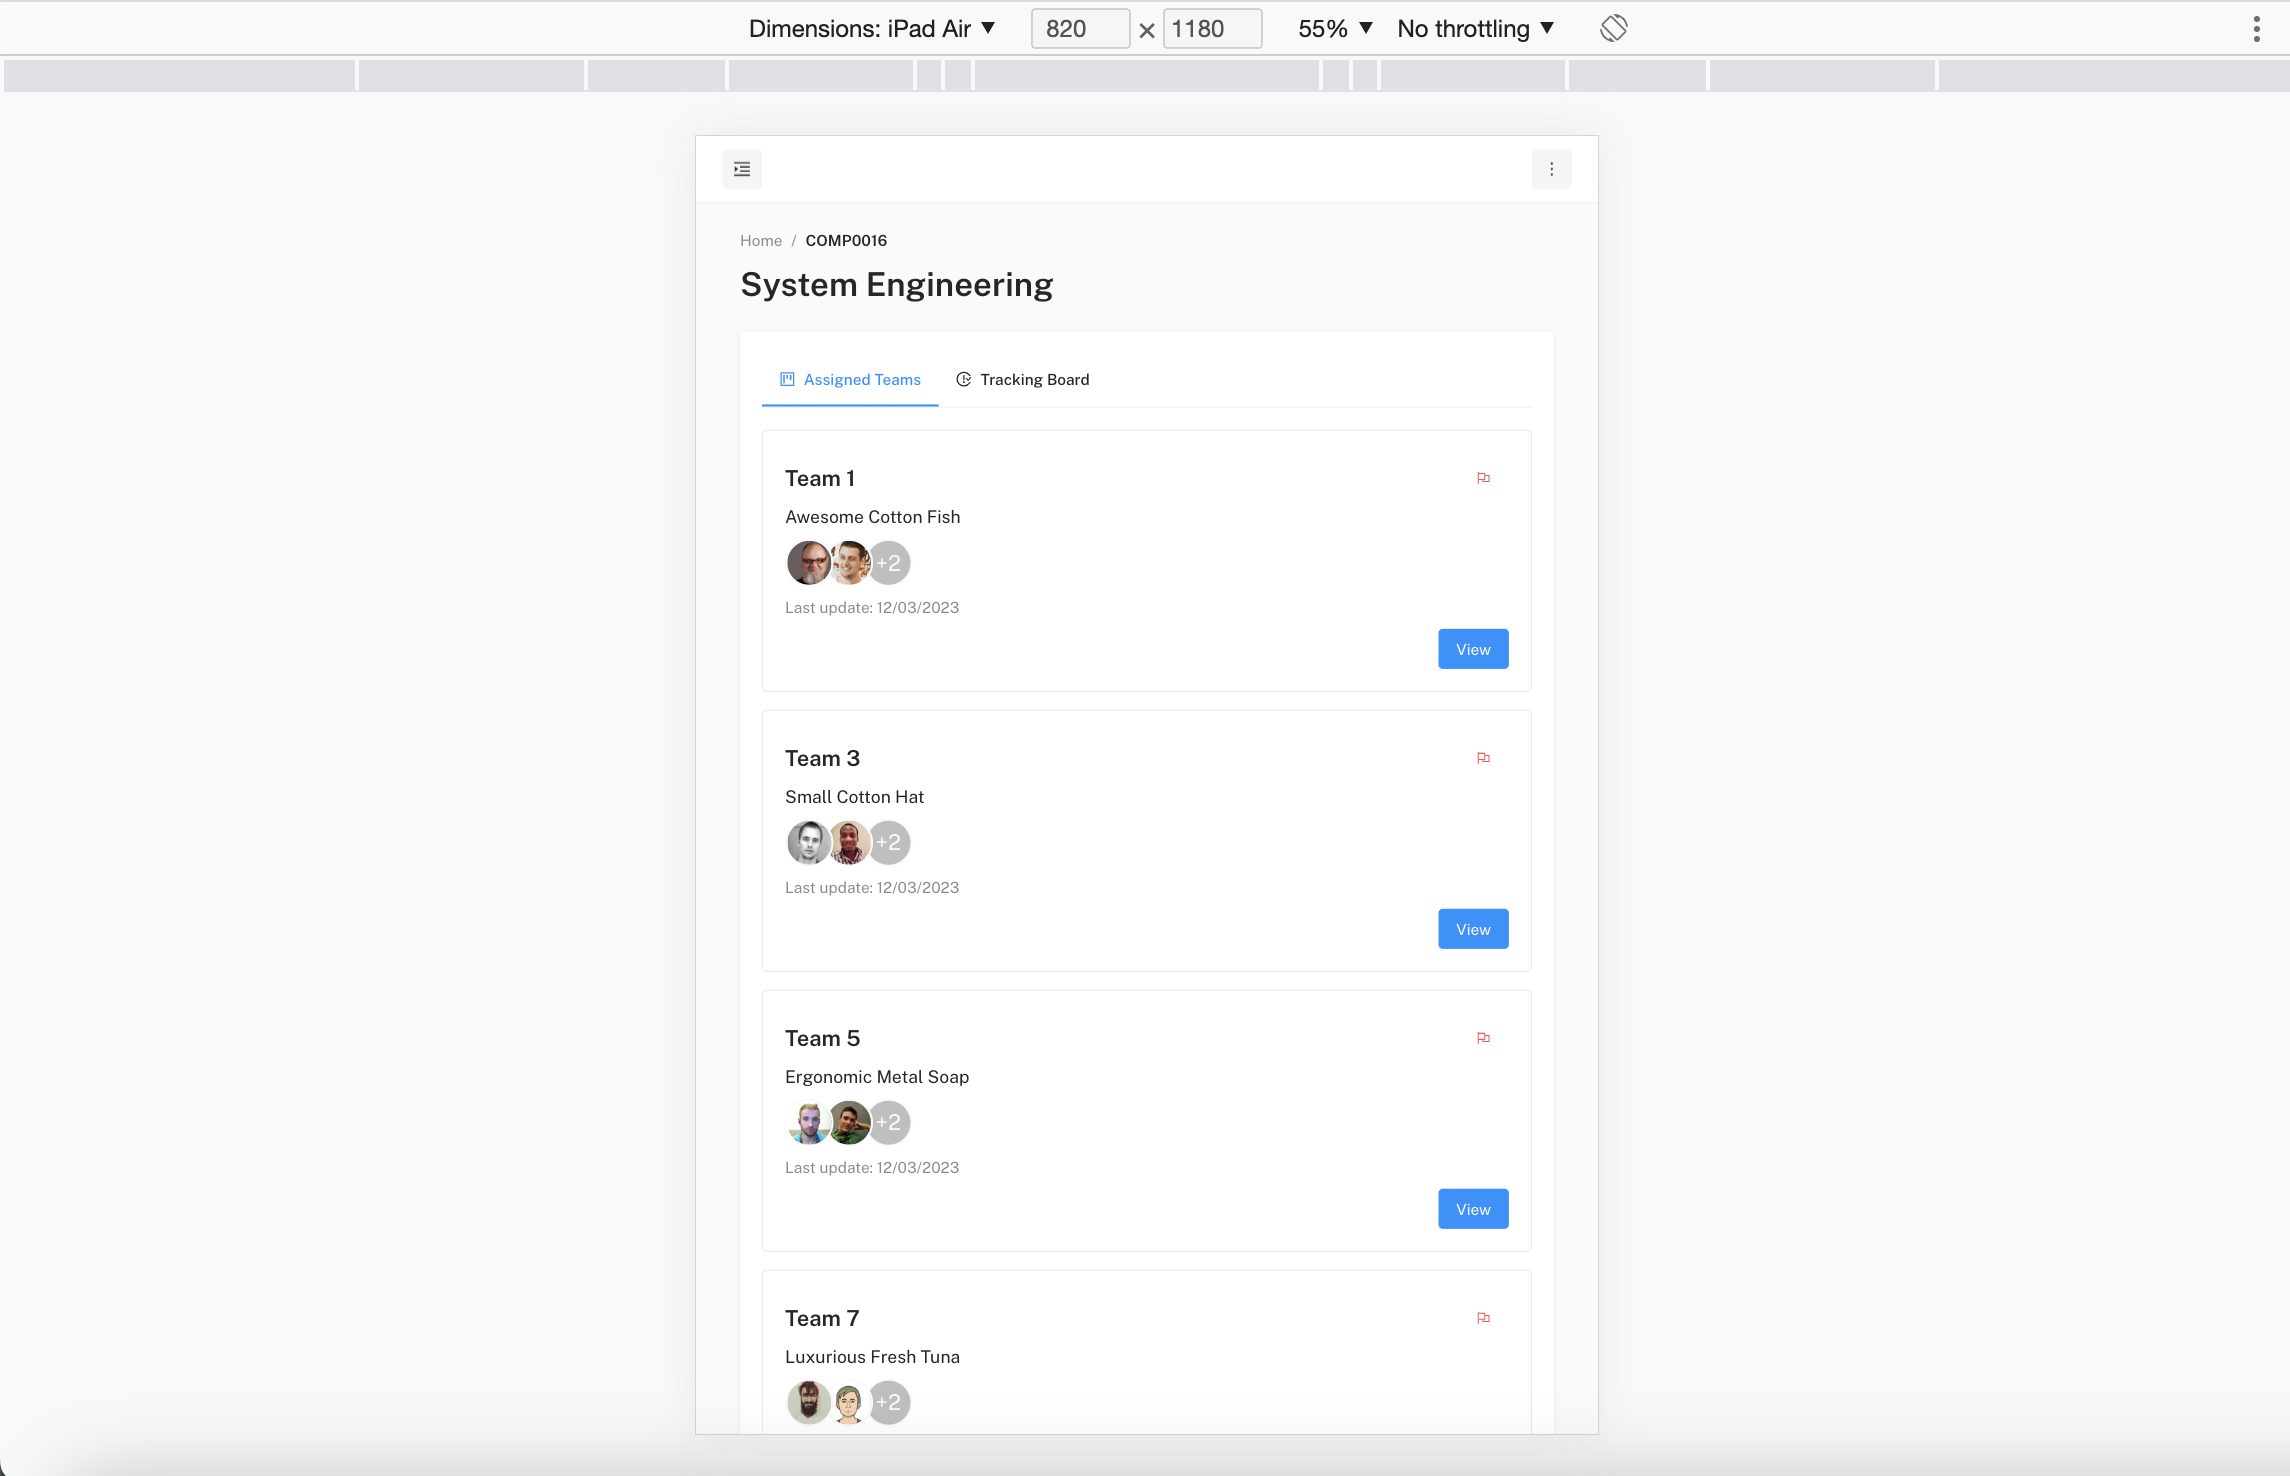 Dimensions: iPad Air ▼ 820 × 1180 55% ▼ No throttling ▼
Home / COMP0016
System Engineering
Assigned Teams Tracking Board
Team 1
Awesome Cotton Fish
+2
Last update: 12/03/2023
View
Team 3
Small Cotton Hat
+2
Last update: 12/03/2023
View
Team 5
Ergonomic Metal Soap
+2
Last update: 12/03/2023
View
Team 7
Luxurious Fresh Tuna
+2